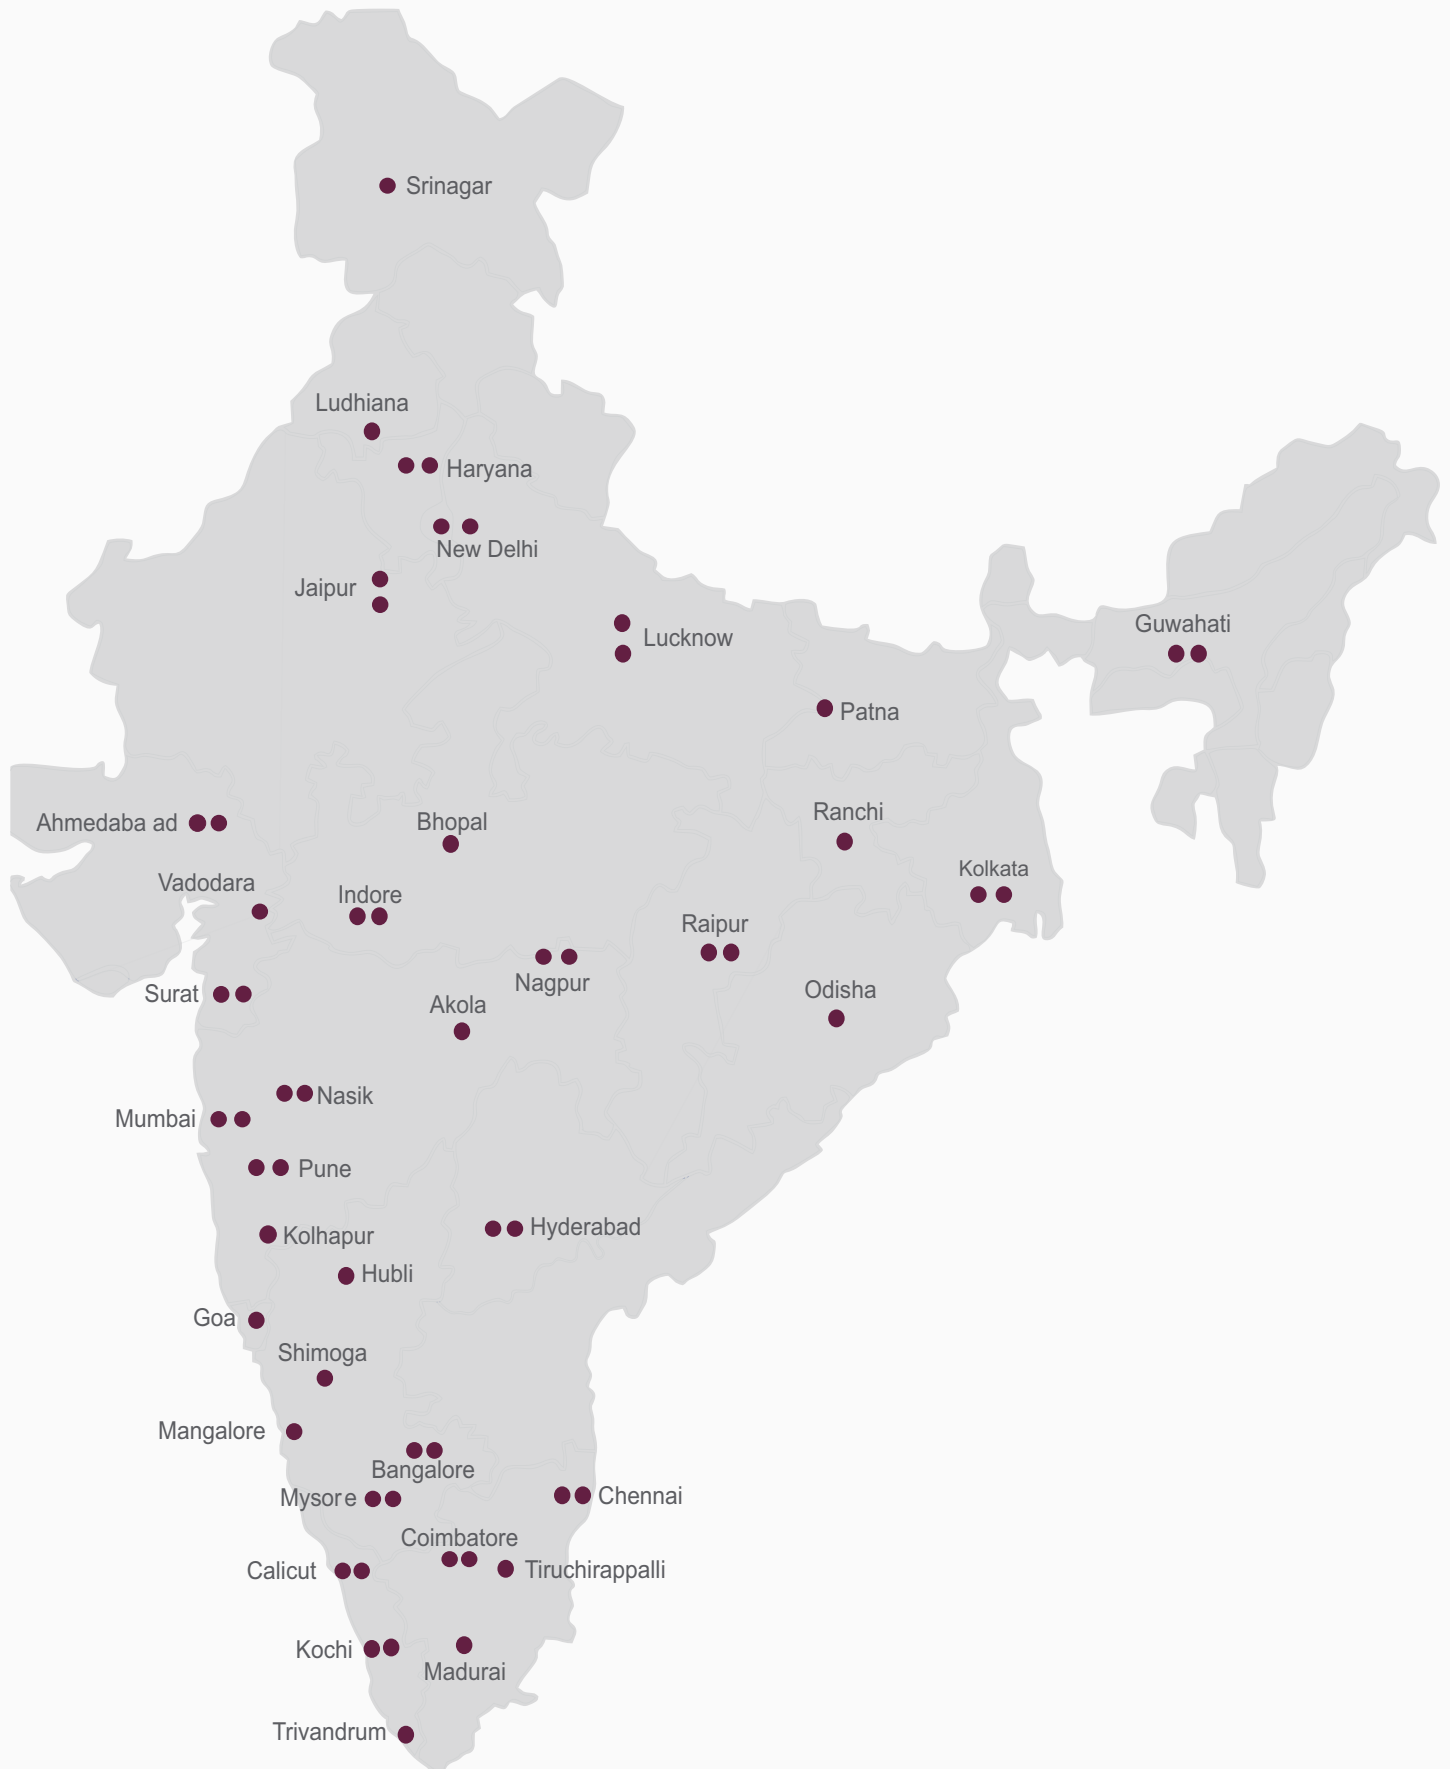 Srinagar
Ludhiana
Haryana
New Delhi
Jaipur
Lucknow
Guwahati
Patna
Ahmedaba ad
Bhopal
Ranchi
Kolkata
Vadodara
Indore
Raipur
Nagpur
Surat
Akola
Odisha
Nasik
Mumbai
Pune
Hyderabad
Kolhapur
Hubli
Goa
Shimoga
Mangalore
Bangalore
Mysore
Chennai
Coimbatore
Calicut
Tiruchirappalli
Kochi
Madurai
Trivandrum